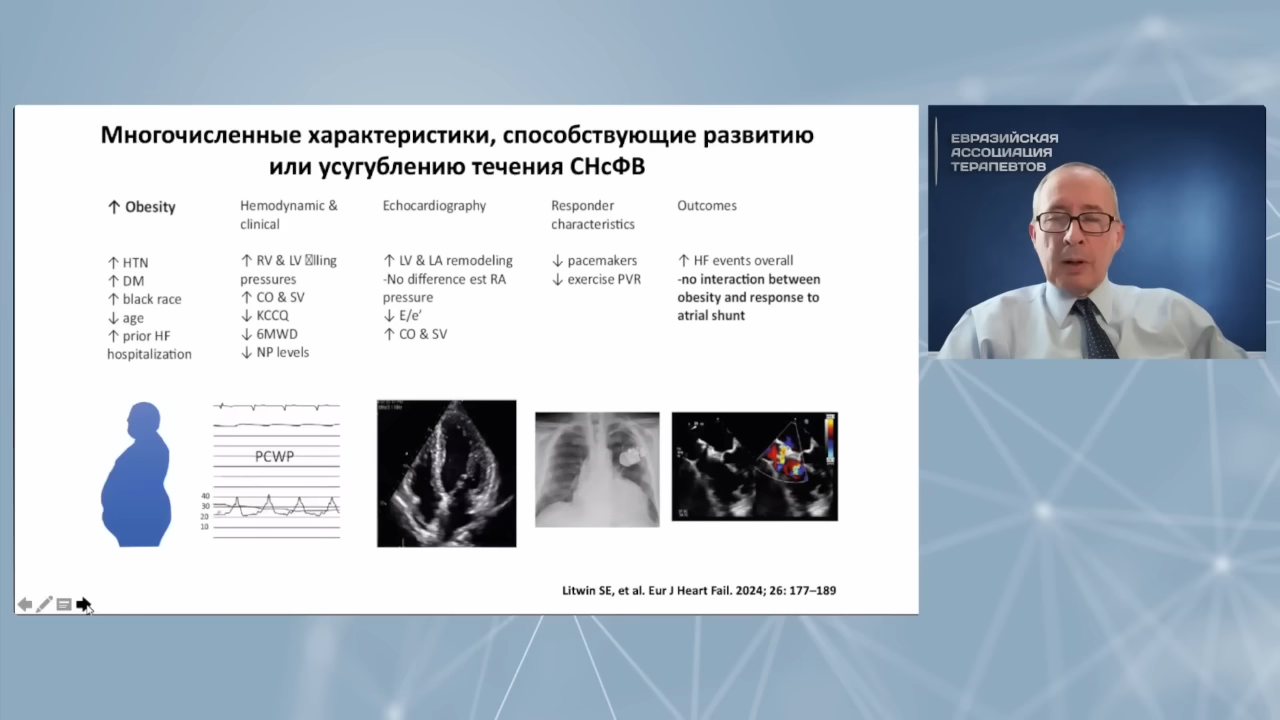 Многочисленные характеристики, способствующие развитию
или усугублению течения СНсФВ
↑ Obesity
↑ HTN
↑ DM
↑ black race
↓ age
↑ prior HF
hospitalization
Hemodynamic &
clinical
↑ RV & LV lling
pressures
↑ CO & SV
↓ KCCQ
↓ 6MWD
↓ NP levels
Echocardiography
↑ LV & LA remodeling
-No difference est RA
pressure
↓ E/e’
↑ CO & SV
Responder
characteristics
↓ pacemakers
↓ exercise PVR
Outcomes
↑ HF events overall
-no interaction between
obesity and response to
atrial shunt
PCWP
40
30
20
10
Litwin SE, et al. Eur J Heart Fail. 2024; 26: 177–189
ЕВРАЗИЙСКАЯ
АССОЦИАЦИЯ
ТЕРАПЕВТОВ